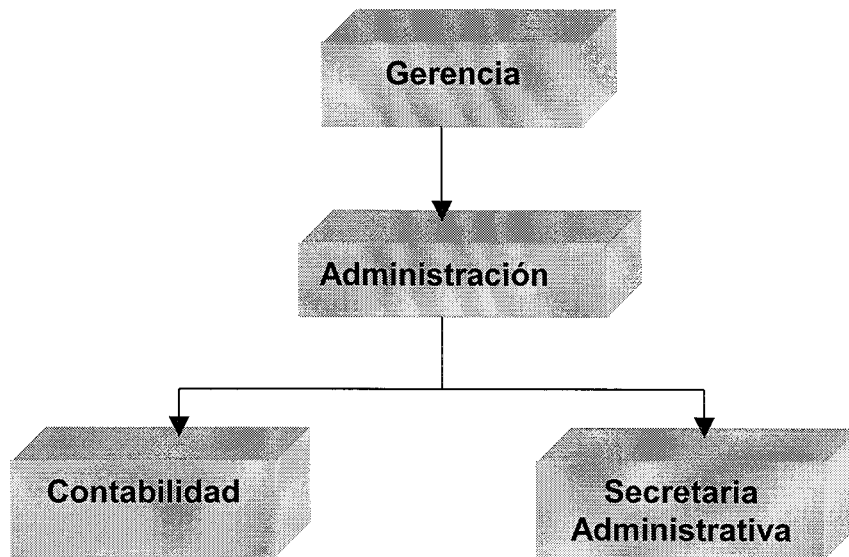 Gerencia
Administración
Contabilidad
Secretaria
Administrativa